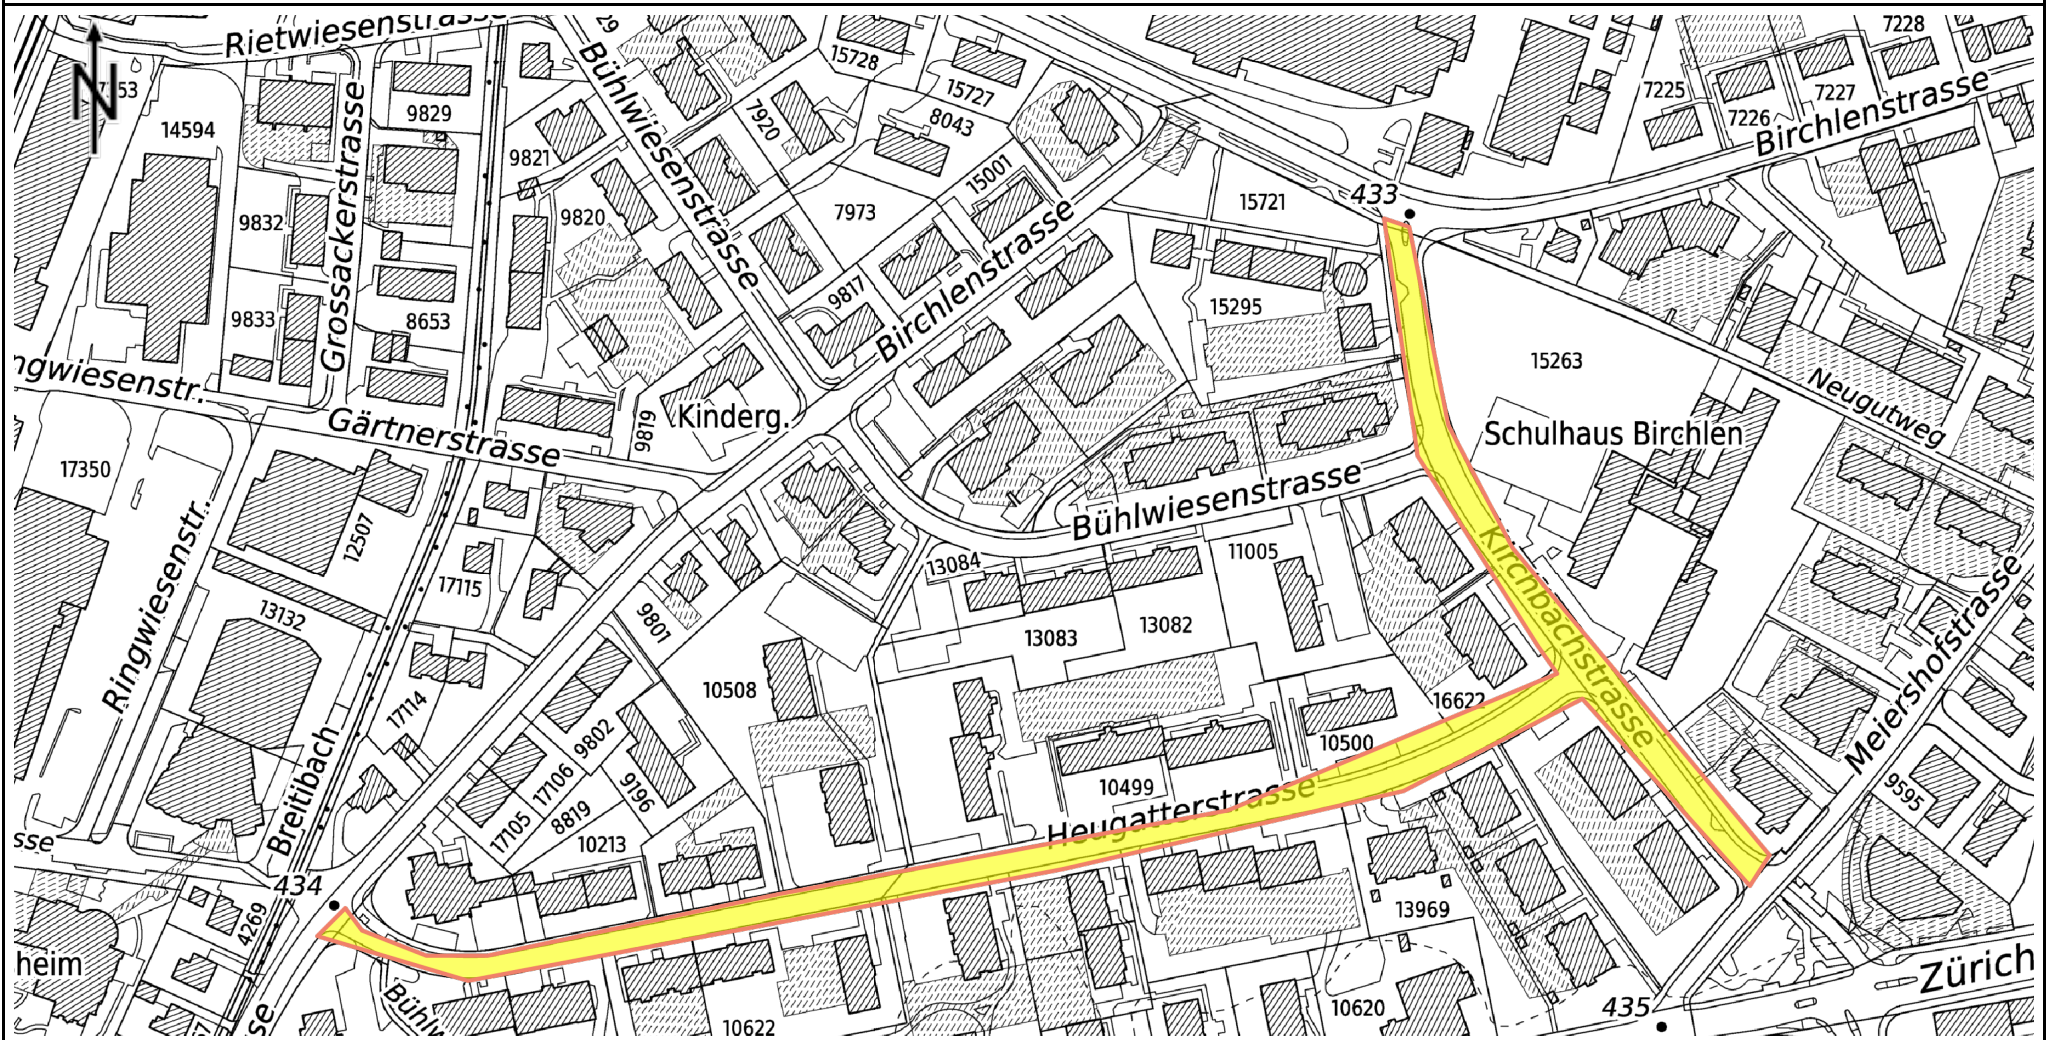 Rietwiesenstrasse
29
15728
7228
N
9829
15727
7225
7227
14594
7920
8043
7226
Birchlenstrasse
Bühlwiesenstrasse
Grossackerstrasse
9821
15001
433
15721
9832
9820
7973
9817
15295
9833
8653
Birchlenstrasse
15263
ngwiesenstr.
Neugutweg
Gärtnerstrasse
9819
Kinderg.
Schulhaus Birchlen
17350
Bühlwiesenstrasse
12507
Ringwiesenstr.
13084
11005
Kirchbachstrasse
17115
13132
9801
13083
13082
Meiershofstrasse
10508
16622
17114
9802
10500
17106
9196
10499
9595
Breitibach
8819
17105
Heugatterstrasse
10213
sse
434
4269
13969
heim
Zürich
Bühlw
10620
435
10622
sse